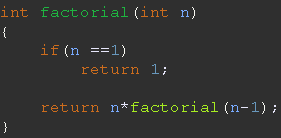 int factorial(int n)
{
    if(n ==1)
        return 1;

    return n*factorial(n-1);
}